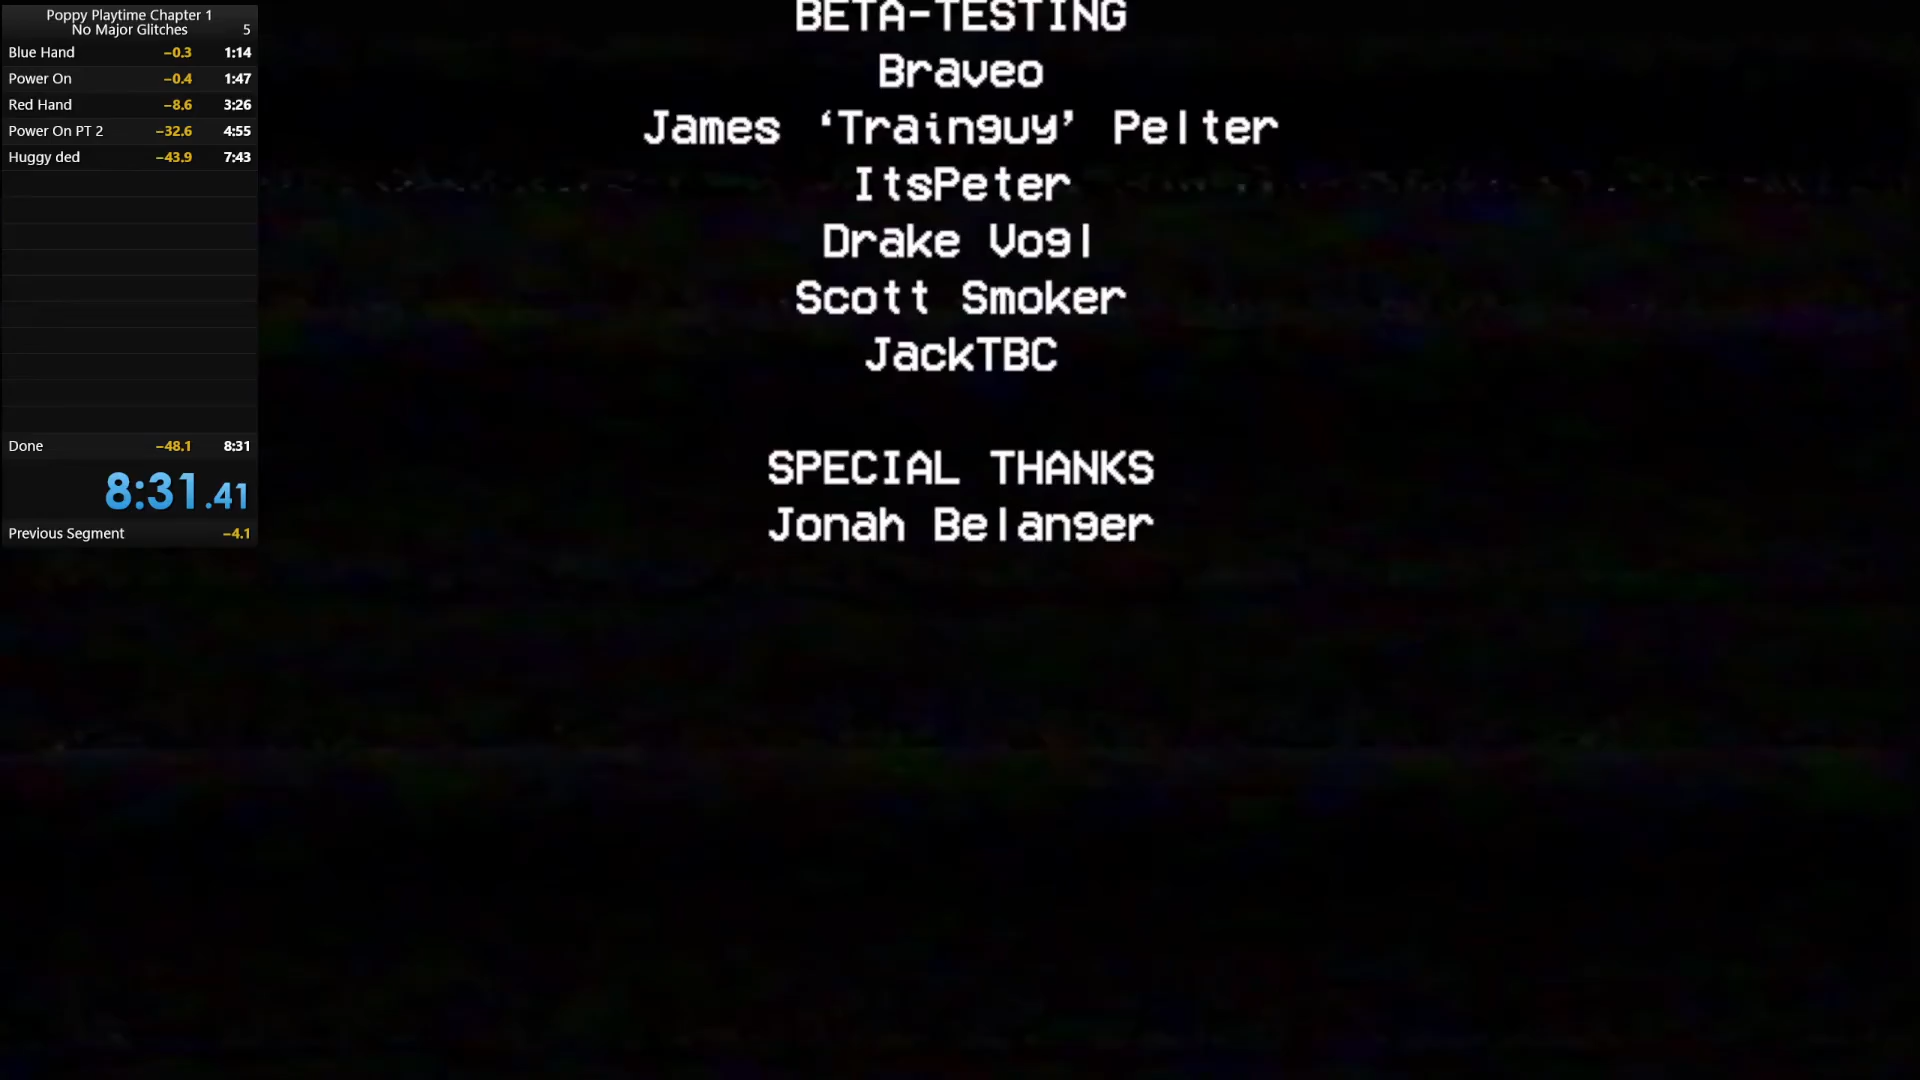 Poppy Playtime Chapter 1
No Major Glitches 5
Blue Hand −0.3 1:14
Power On −0.4 1:47
Red Hand −8.6 3:26
Power On PT 2 −32.6 4:55
Huggy ded −43.9 7:43
Done −48.1 8:31
8:31.41
Previous Segment −4.1
BETA-TESTING
Braveo
James ‘Trainguy’ Pelter
ItsPeter
Drake Vogl
Scott Smoker
JackTBC
SPECIAL THANKS
Jonah Belanger